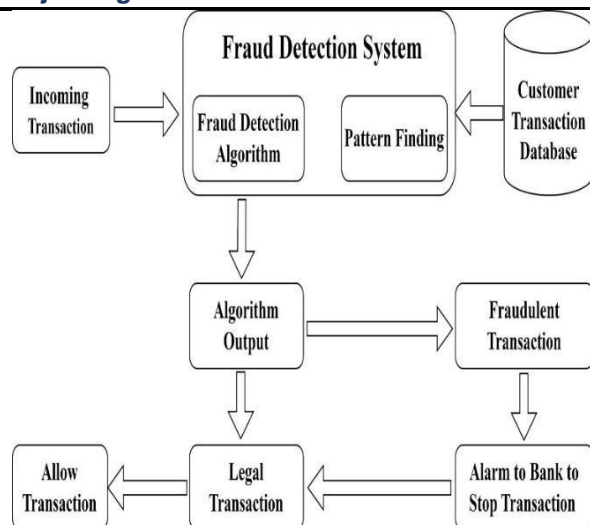 Fraud Detection System
Incoming
Transaction
Fraud Detection
Algorithm
Pattern Finding
Customer
Transaction
Database
Algorithm
Output
Fraudulent
Transaction
Allow
Transaction
Legal
Transaction
Alarm to Bank to
Stop Transaction